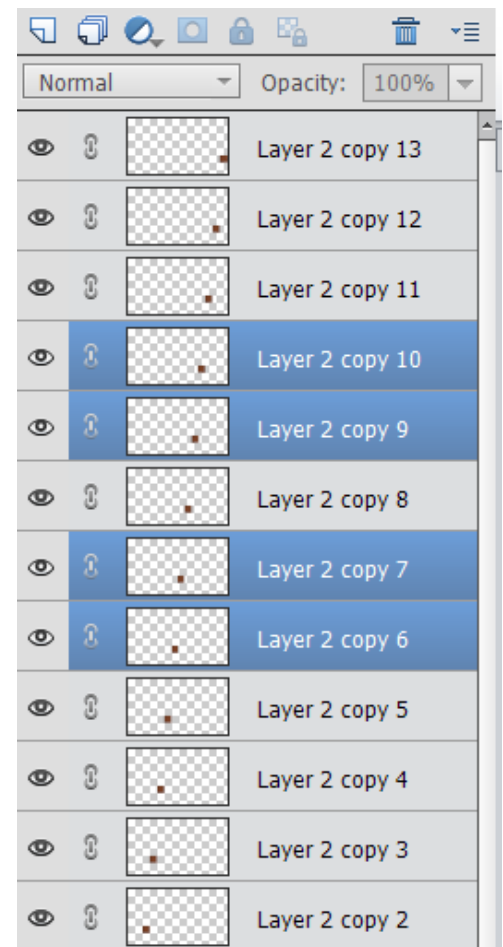 Normal Opacity: 100%
Layer 2 copy 13
Layer 2 copy 12
Layer 2 copy 11
Layer 2 copy 10
Layer 2 copy 9
Layer 2 copy 8
Layer 2 copy 7
Layer 2 copy 6
Layer 2 copy 5
Layer 2 copy 4
Layer 2 copy 3
Layer 2 copy 2